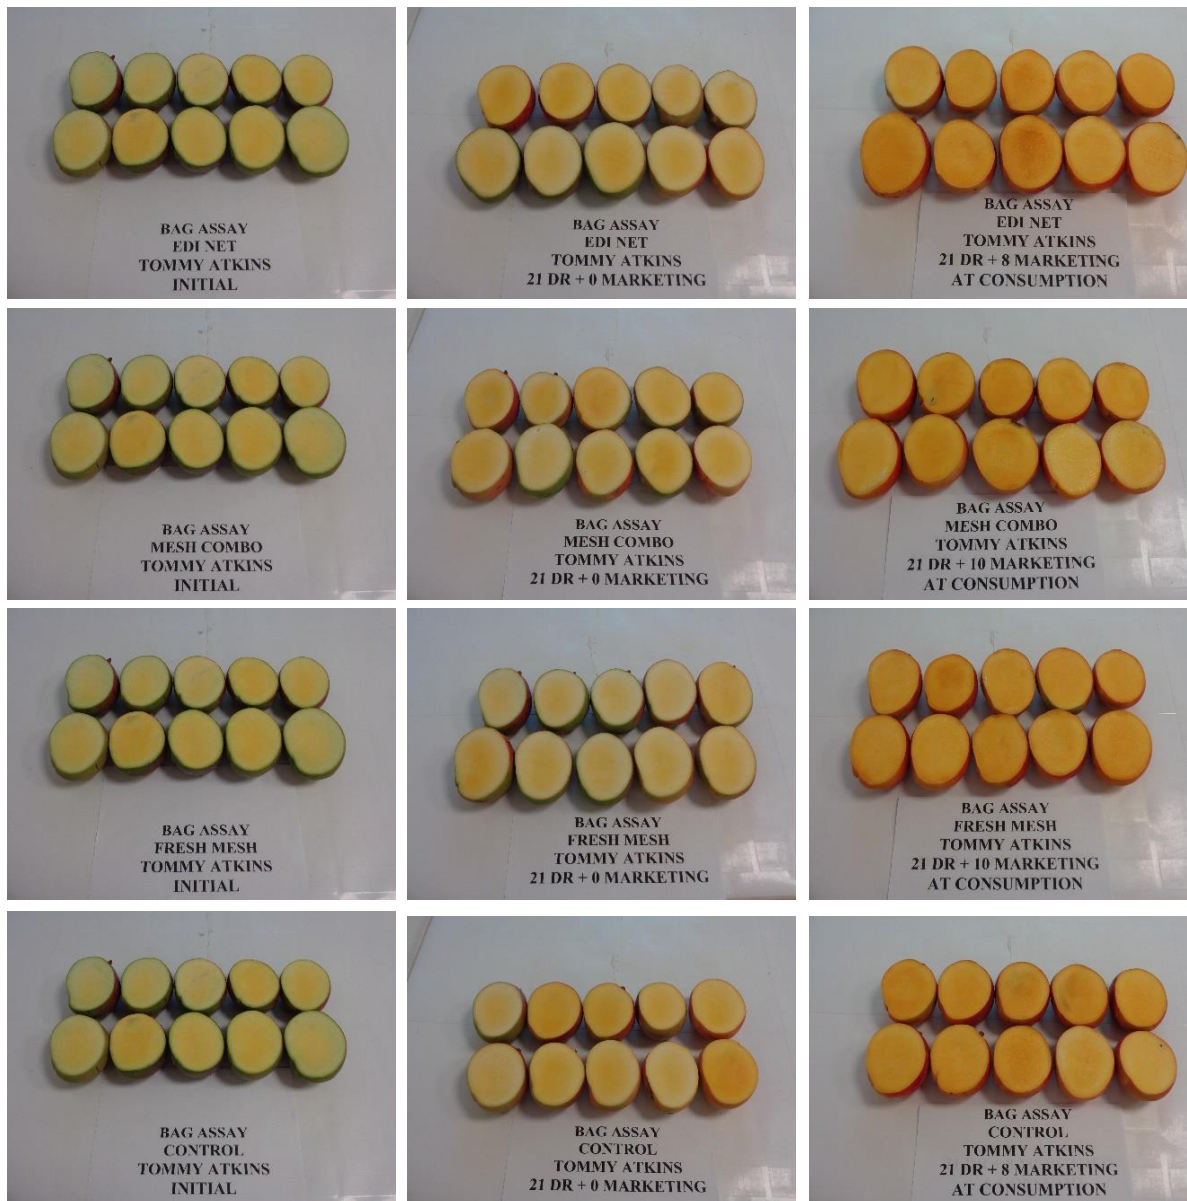 BAG ASSAY
EDI NET
TOMMY ATKINS
INITIAL
BAG ASSAY
EDI NET
TOMMY ATKINS
21 DR + 0 MARKETING
BAG ASSAY
EDI NET
TOMMY ATKINS
21 DR + 8 MARKETING
AT CONSUMPTION
BAG ASSAY
MESH COMBO
TOMMY ATKINS
INITIAL
BAG ASSAY
MESH COMBO
TOMMY ATKINS
21 DR + 0 MARKETING
BAG ASSAY
MESH COMBO
TOMMY ATKINS
21 DR + 10 MARKETING
AT CONSUMPTION
BAG ASSAY
FRESH MESH
TOMMY ATKINS
INITIAL
BAG ASSAY
FRESH MESH
TOMMY ATKINS
21 DR + 0 MARKETING
BAG ASSAY
FRESH MESH
TOMMY ATKINS
21 DR + 10 MARKETING
AT CONSUMPTION
BAG ASSAY
CONTROL
TOMMY ATKINS
INITIAL
BAG ASSAY
CONTROL
TOMMY ATKINS
21 DR + 0 MARKETING
BAG ASSAY
CONTROL
TOMMY ATKINS
21 DR + 8 MARKETING
AT CONSUMPTION